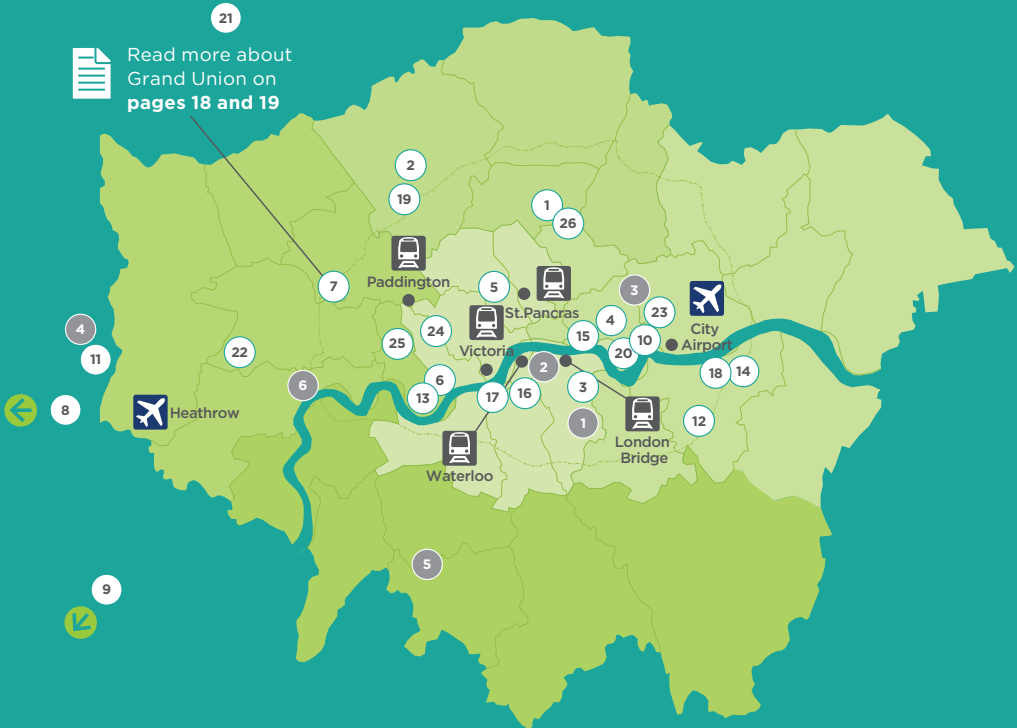 21
Read more about
Grand Union on
pages 18 and 19
2
19
1
26
Paddington
7
5
St.Pancras
3
23
4
City
Airport
24
Victoria
15
10
25
20
4
11
22
6
6
2
3
18
14
13
17
16
8
Heathrow
1
12
London
Bridge
Waterloo
5
9